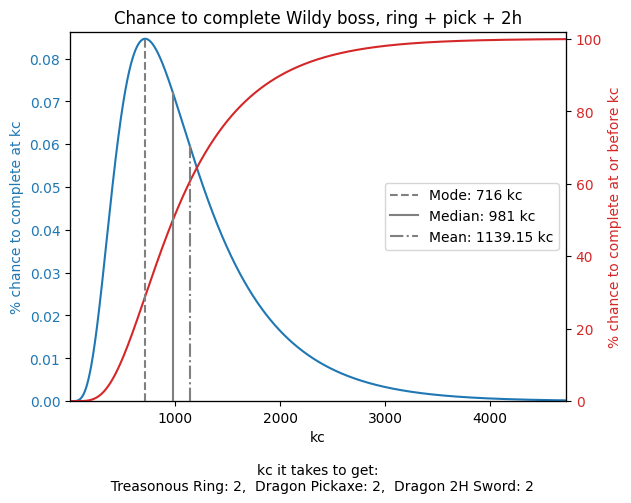 Chance to complete Wildy boss, ring + pick + 2h
% chance to complete at kc
0.08
0.07
0.06
0.05
0.04
0.03
0.02
0.01
0.00
Mode: 716 kc
Median: 981 kc
Mean: 1139.15 kc
100
80
60
40
20
0
% chance to complete at or before kc
1000 2000 3000 4000
kc
kc it takes to get:
Treasonous Ring: 2,  Dragon Pickaxe: 2,  Dragon 2H Sword: 2